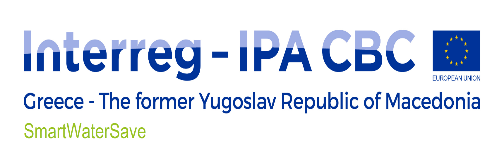 Interreg - IPA CBC
EUROPEAN UNION
Greece - The former Yugoslav Republic of Macedonia
SmartWaterSave